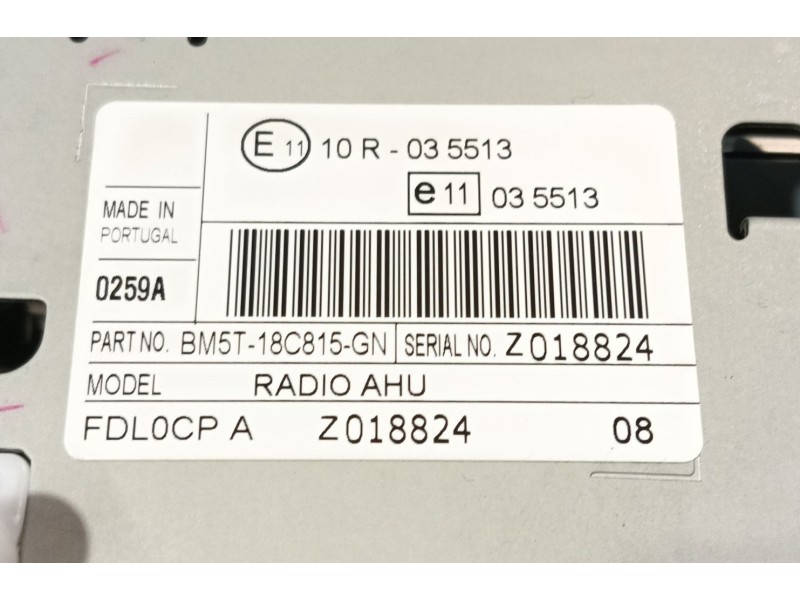 E 11 10 R - 03 5513
e 11 03 5513
MADE IN
PORTUGAL
0259A
PART NO. BM5T-18C815-GN SERIAL NO. Z018824
MODEL RADIO AHU
FDL0CP A Z018824 08